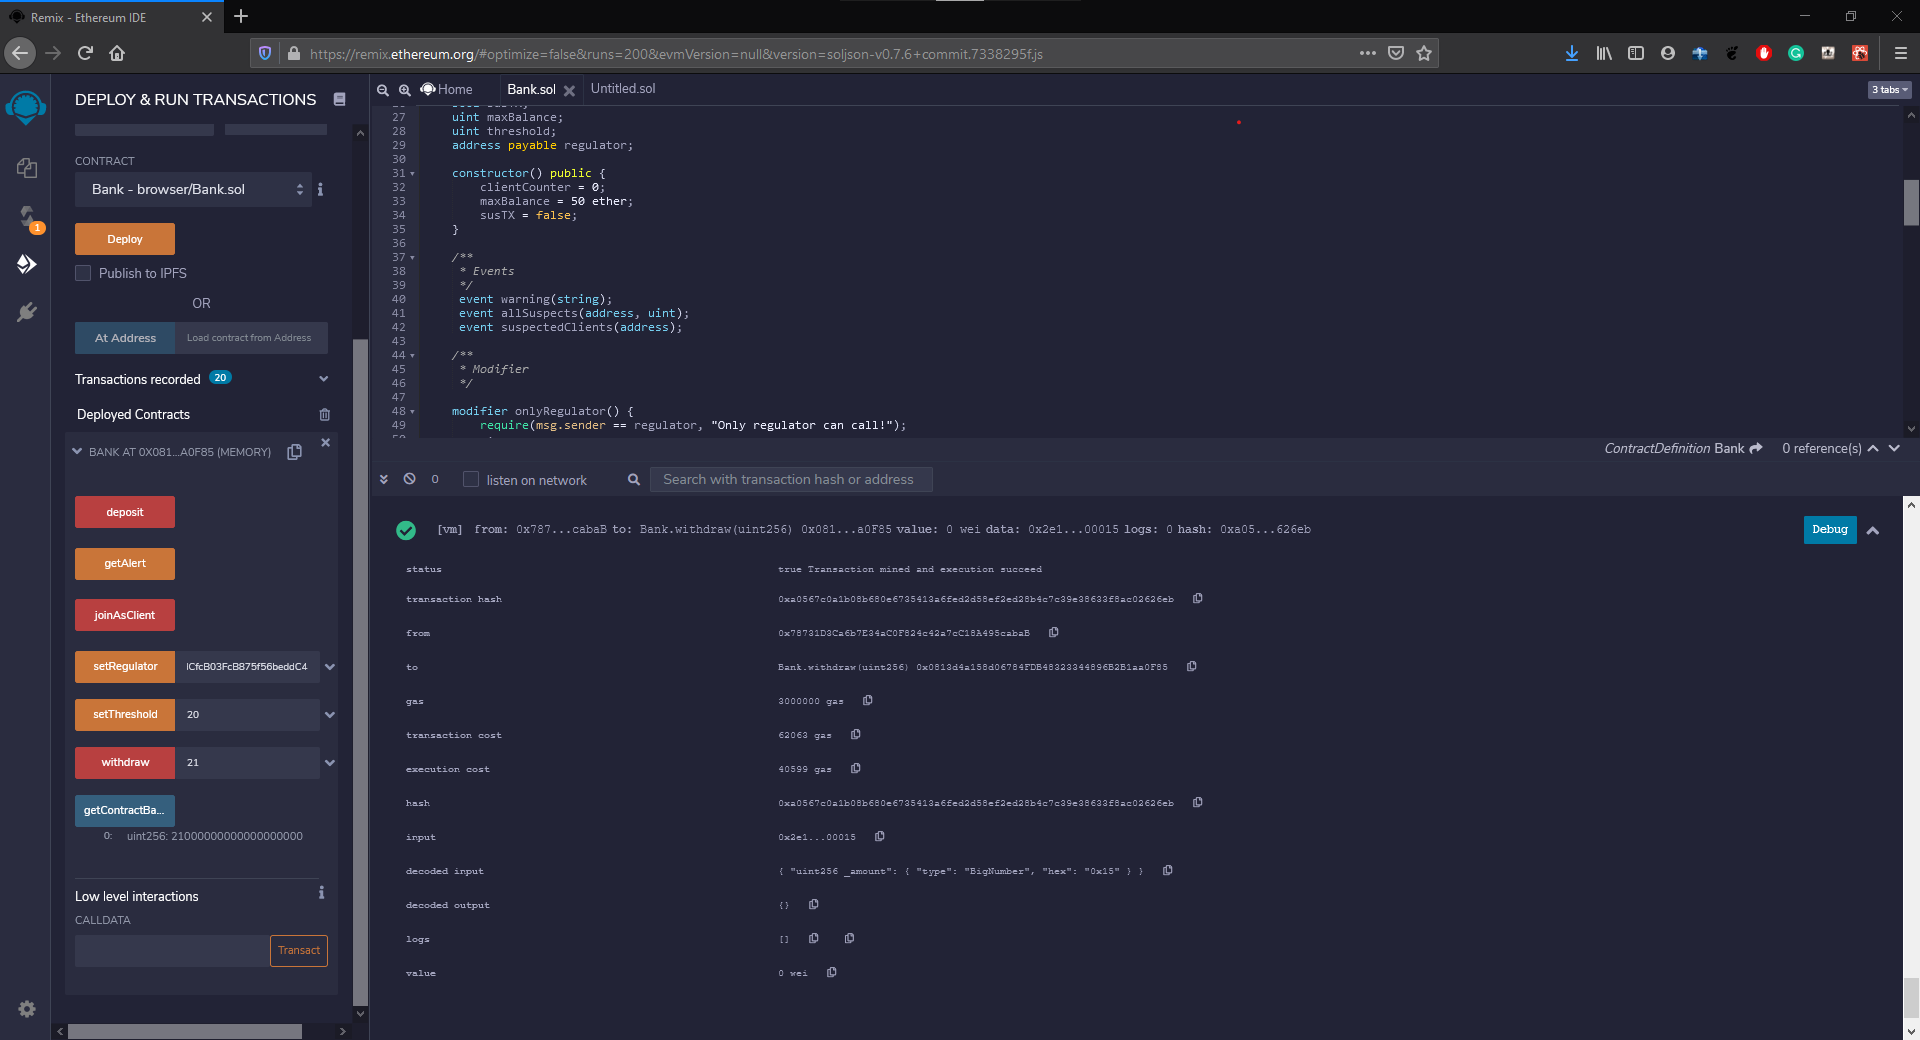 Remix - Ethereum IDE
https://remix.ethereum.org/#optimize=false&runs=200&evmVersion=null&version=soljson-v0.7.6+commit.7338295f.js
DEPLOY & RUN TRANSACTIONS
CONTRACT
Bank - browser/Bank.sol
1
Deploy
Publish to IPFS
OR
At Address
Load contract from Address
Transactions recorded 20
Deployed Contracts
BANK AT 0X081...A0F85 (MEMORY)
deposit
getAlert
joinAsClient
setRegulator lCfcB03FcB875f56beddC4
setThreshold 20
withdraw 21
getContractBa...
0: uint256: 21000000000000000000
Low level interactions
CALLDATA
Transact
Home
Bank.sol
Untitled.sol
3 tabs
27 uint maxBalance;
28 uint threshold;
29 address payable regulator;
30
31 constructor() public {
32 clientCounter = 0;
33 maxBalance = 50 ether;
34 susTX = false;
35 }
36
37 /**
38 * Events
39 */
40 event warning(string);
41 event allSuspects(address, uint);
42 event suspectedClients(address);
43
44 /**
45 * Modifier
46 */
47
48 modifier onlyRegulator() {
49 require(msg.sender == regulator, "Only regulator can call!");
ContractDefinition Bank 0 reference(s)
0 listen on network Search with transaction hash or address
[vm] from: 0x787...cabaB to: Bank.withdraw(uint256) 0x081...a0F85 value: 0 wei data: 0x2e1...00015 logs: 0 hash: 0xa05...626eb
Debug
status true Transaction mined and execution succeed
transaction hash 0xa0567c0a1b08b680e6735413a6fed2d58ef2ed28b4c7c39e38633f8ac02626eb
from 0x78731D3Ca6b7E34aC0F824c42a7cC18A495cabaB
to Bank.withdraw(uint256) 0x0813d4a158d06784FDB48323344896B2B1aa0F85
gas 3000000 gas
transaction cost 62063 gas
execution cost 40599 gas
hash 0xa0567c0a1b08b680e6735413a6fed2d58ef2ed28b4c7c39e38633f8ac02626eb
input 0x2e1...00015
decoded input { "uint256 _amount": { "type": "BigNumber", "hex": "0x15" } }
decoded output {}
logs []
value 0 wei